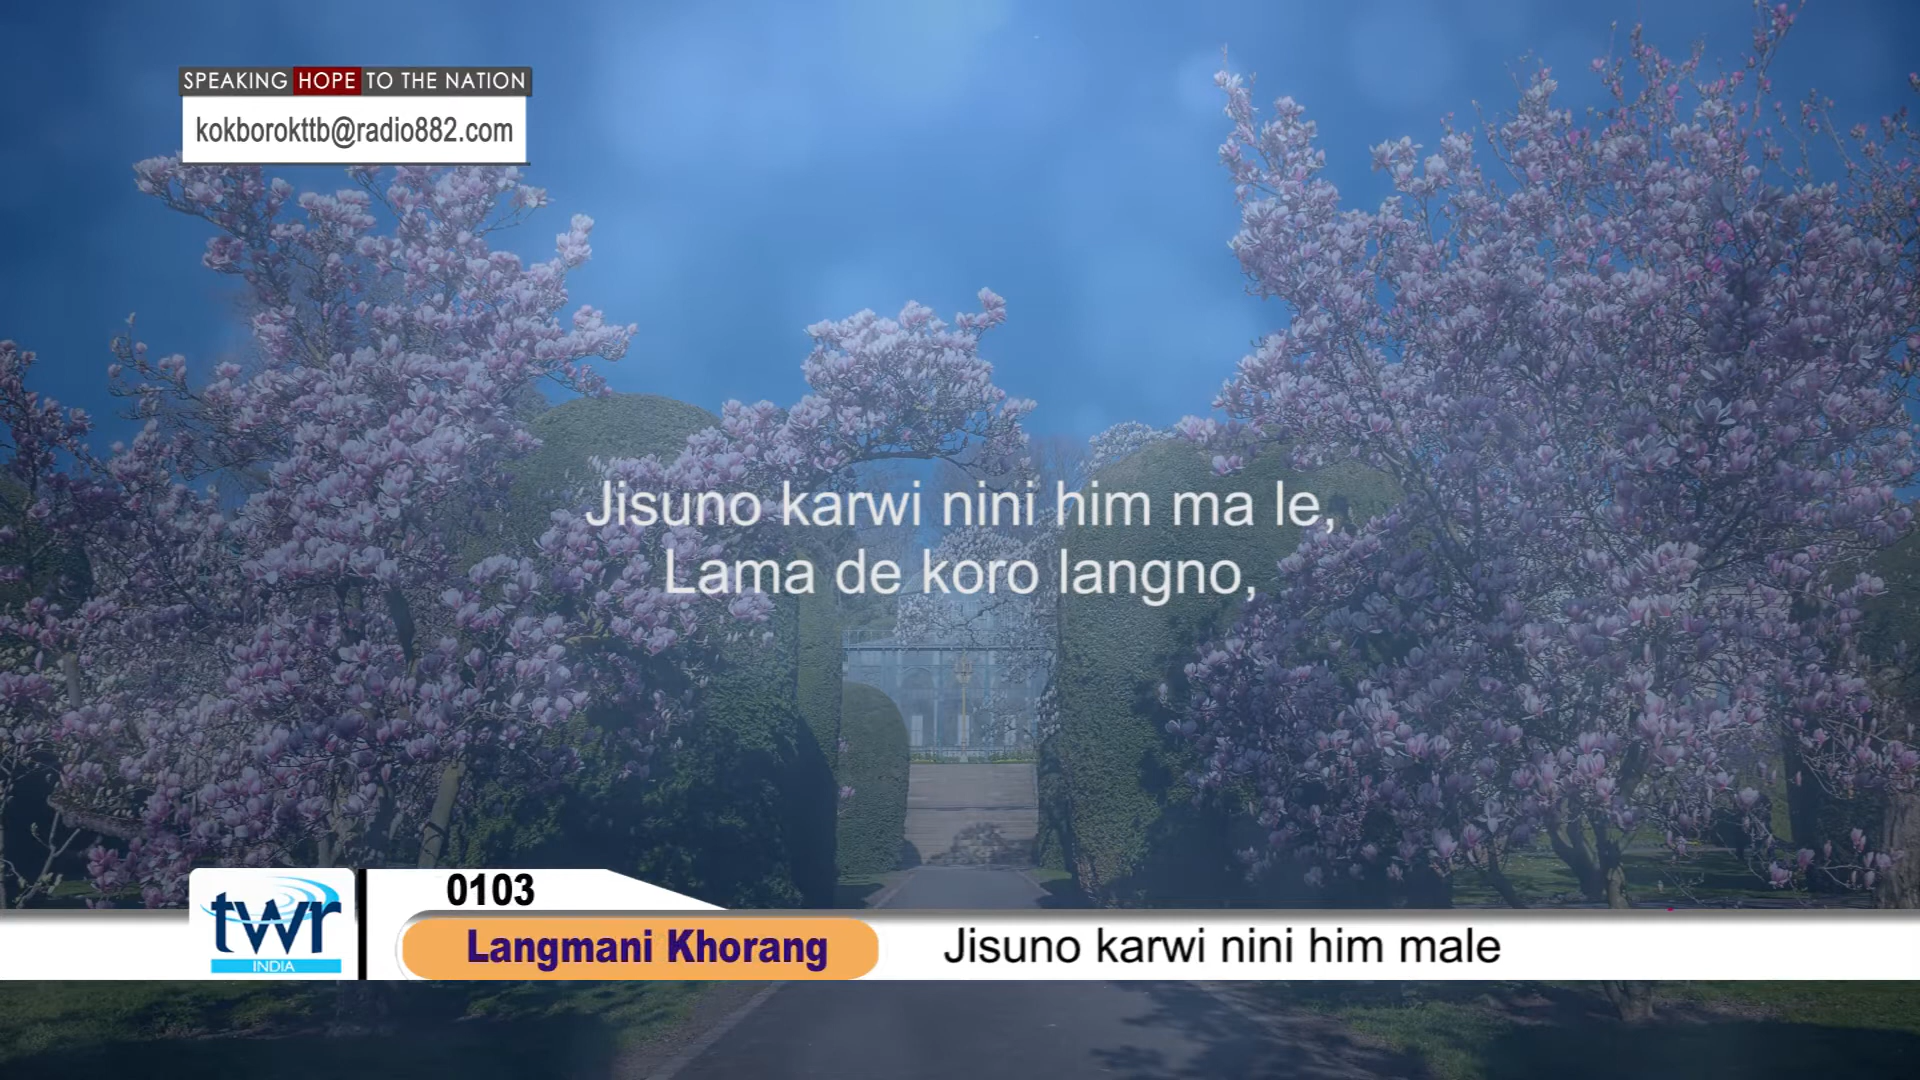 SPEAKING HOPE TO THE NATION
kokborokttb@radio882.com
Jisuno karwi nini him ma le,
Lama de koro langno,
0103
twr
INDIA
Langmani Khorang
Jisuno karwi nini him male